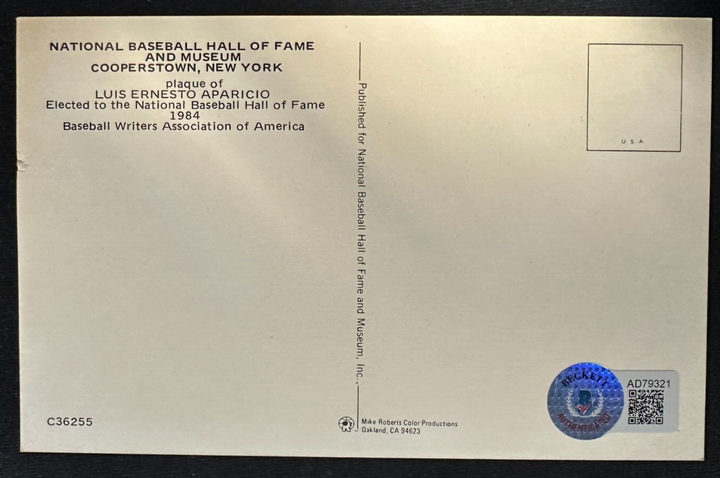 NATIONAL BASEBALL HALL OF FAME
AND MUSEUM
COOPERSTOWN, NEW YORK
plaque of
LUIS ERNESTO APARICIO
Elected to the National Baseball Hall of Fame
1984
Baseball Writers Association of America
Published for National Baseball Hall of Fame and Museum, Inc.,
U S A
C36255
Mike Roberts Color Productions
Oakland, CA 94623
BECKETT
B
AUTHENTICATED
AD79321